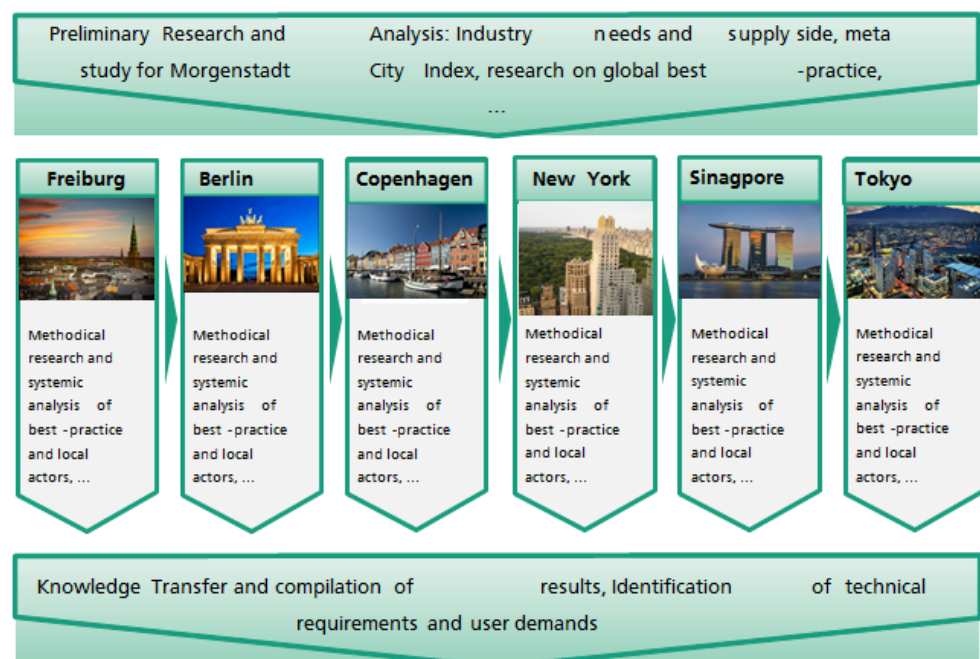 Preliminary Research and Analysis: Industry needs and supply side, meta
study for Morgenstadt City Index, research on global best -practice,
...
Freiburg
Methodical
research and
systemic
analysis of
best -practice
and local
actors, ...
Berlin
Methodical
research and
systemic
analysis of
best -practice
and local
actors, ...
Copenhagen
Methodical
research and
systemic
analysis of
best -practice
and local
actors, ...
New York
Methodical
research and
systemic
analysis of
best -practice
and local
actors, ...
Sinagpore
Methodical
research and
systemic
analysis of
best -practice
and local
actors, ...
Tokyo
Methodical
research and
systemic
analysis of
best -practice
and local
actors, ...
Knowledge Transfer and compilation of results, Identification of technical
requirements and user demands